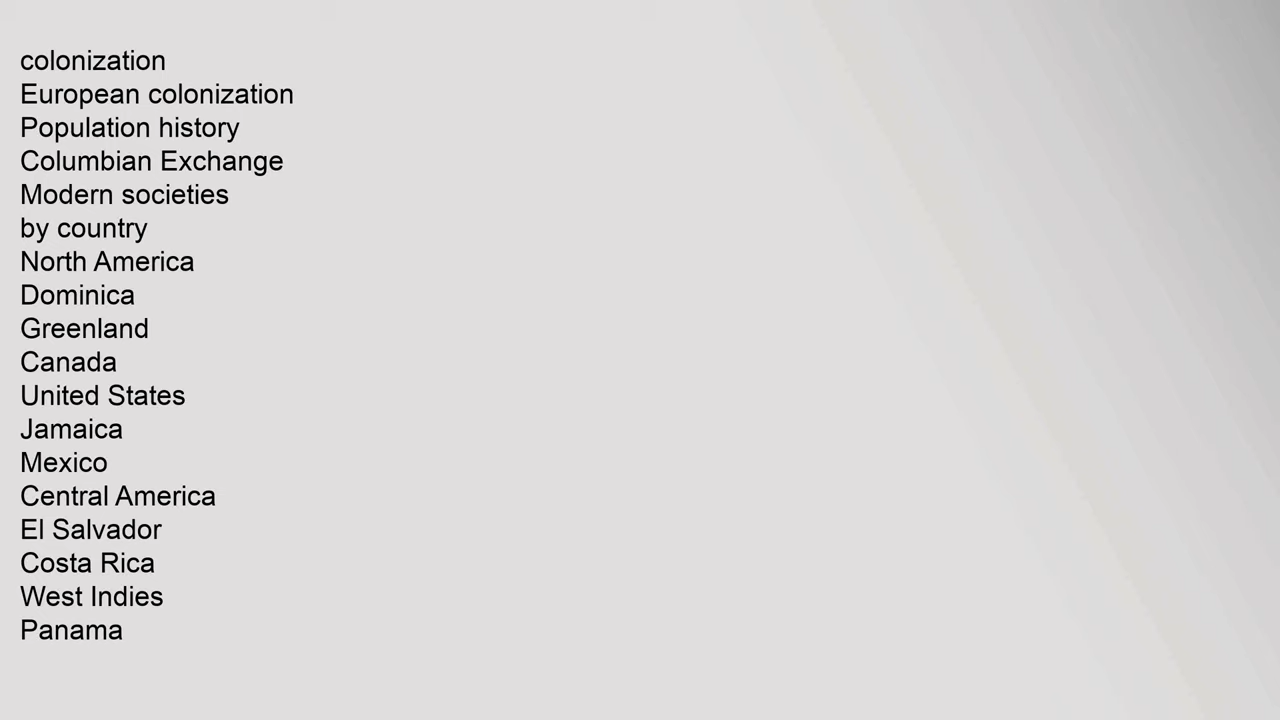 colonization
European colonization
Population history
Columbian Exchange
Modern societies
by country
North America
Dominica
Greenland
Canada
United States
Jamaica
Mexico
Central America
El Salvador
Costa Rica
West Indies
Panama